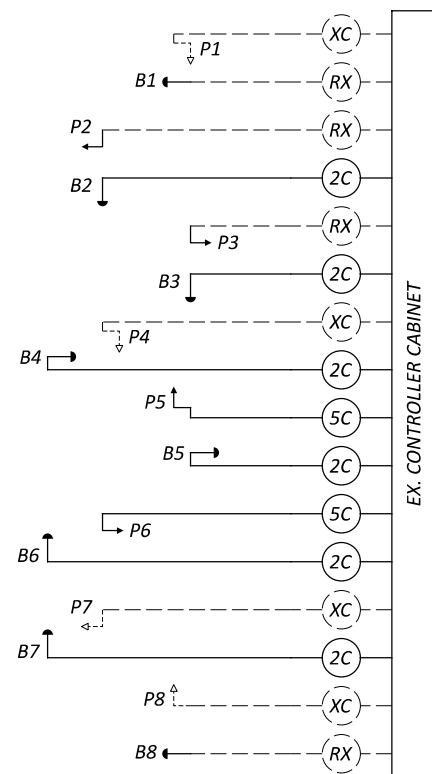 P1 XC
B1 RX
P2 RX
B2 2C
P3 RX
B3 2C
P4 XC
B4 2C
P5 5C
B5 2C
P6 5C
B6 2C
P7 XC
B7 2C
P8 XC
B8 RX
EX. CONTROLLER CABINET